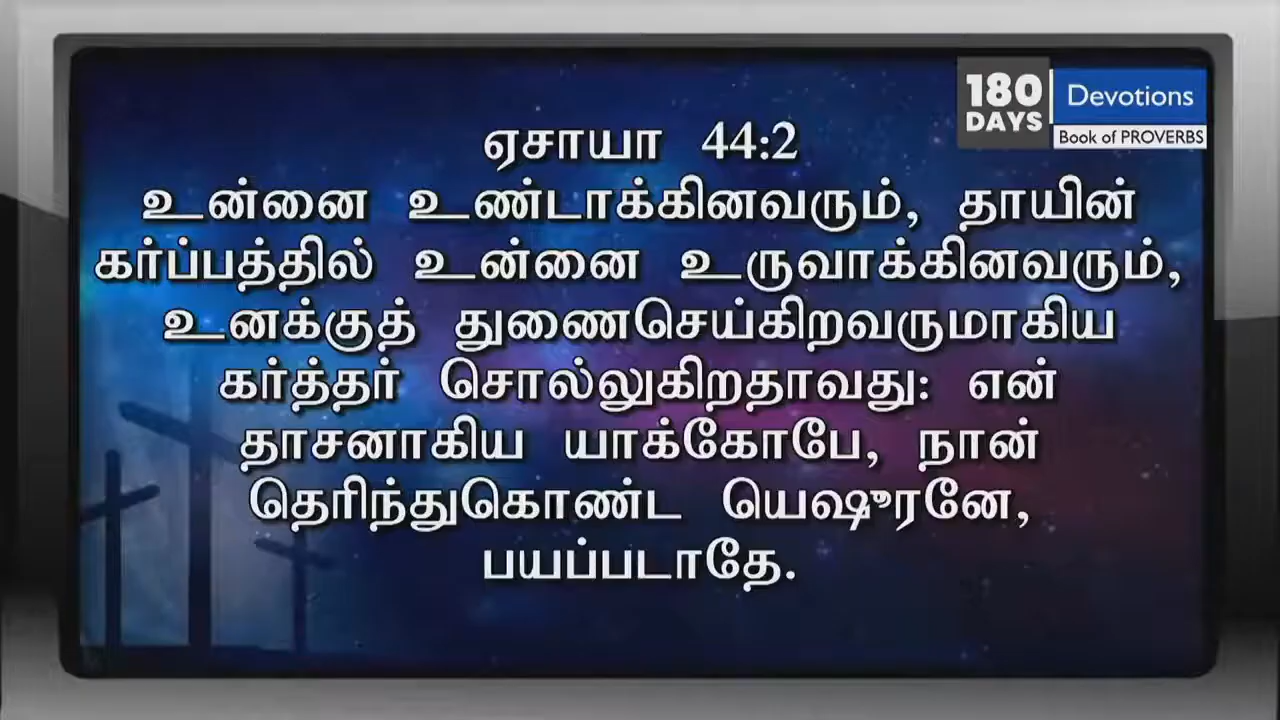 180 DAYS
Devotions
Book of PROVERBS
ஏசாயா 44:2
உன்னை உண்டாக்கினவரும், தாயின்
கர்ப்பத்தில் உன்னை உருவாக்கினவரும்,
உனக்குத் துணைசெய்கிறவருமாகிய
கர்த்தர் சொல்லுகிறதாவது: என்
தாசனாகிய யாக்கோபே, நான்
தெரிந்துகொண்ட யெஷூரனே,
பயப்படாதே.